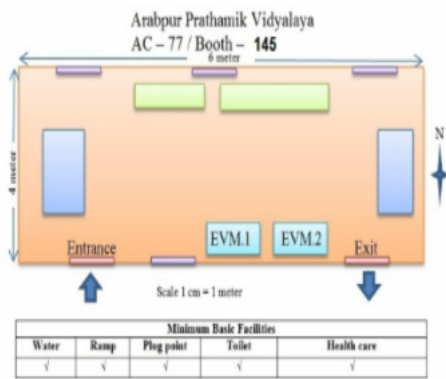 Arabpur Prathamik Vidyalaya
AC – 77 / Booth – 145
6 meter
4 meter
N
EVM.1 EVM.2
Entrance Exit
Scale 1 cm = 1 meter
Minimum Basic Facilities
Water Ramp Plug point Toilet Health care
√ √ √ √ √